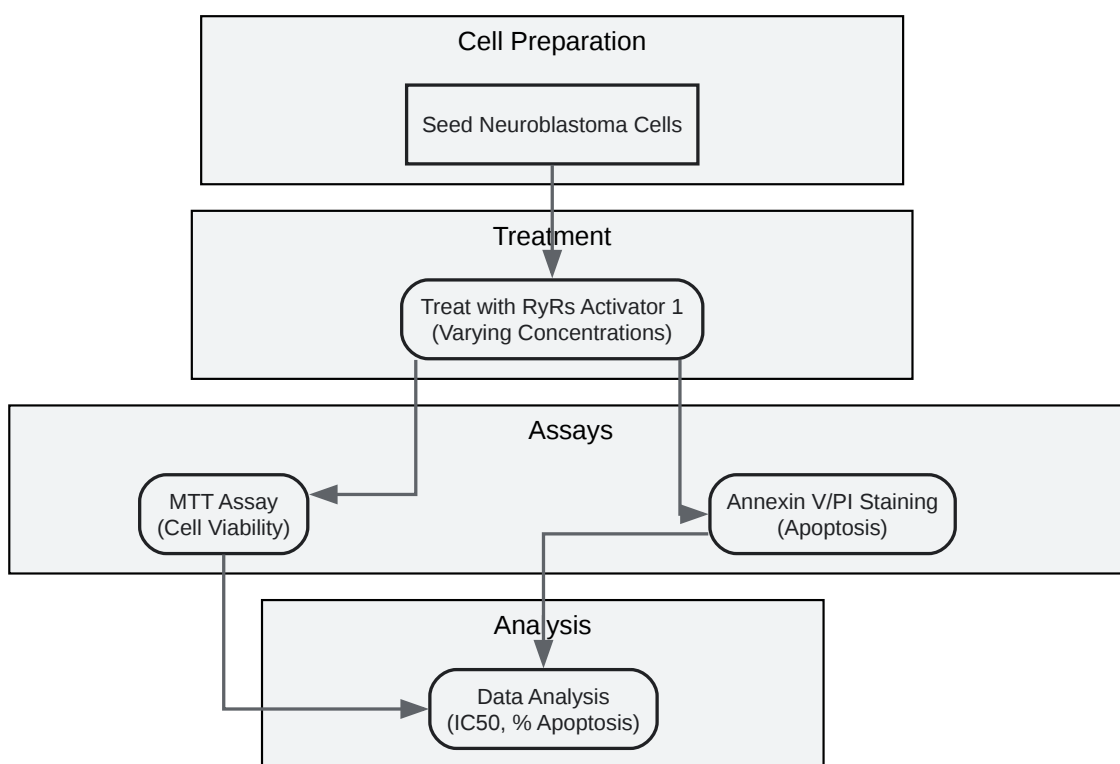 Cell Preparation
Seed Neuroblastoma Cells
Treatment
Treat with RyRs Activator 1
(Varying Concentrations)
Assays
MTT Assay
(Cell Viability)
Annexin V/PI Staining
(Apoptosis)
Analysis
Data Analysis
(IC50, % Apoptosis)